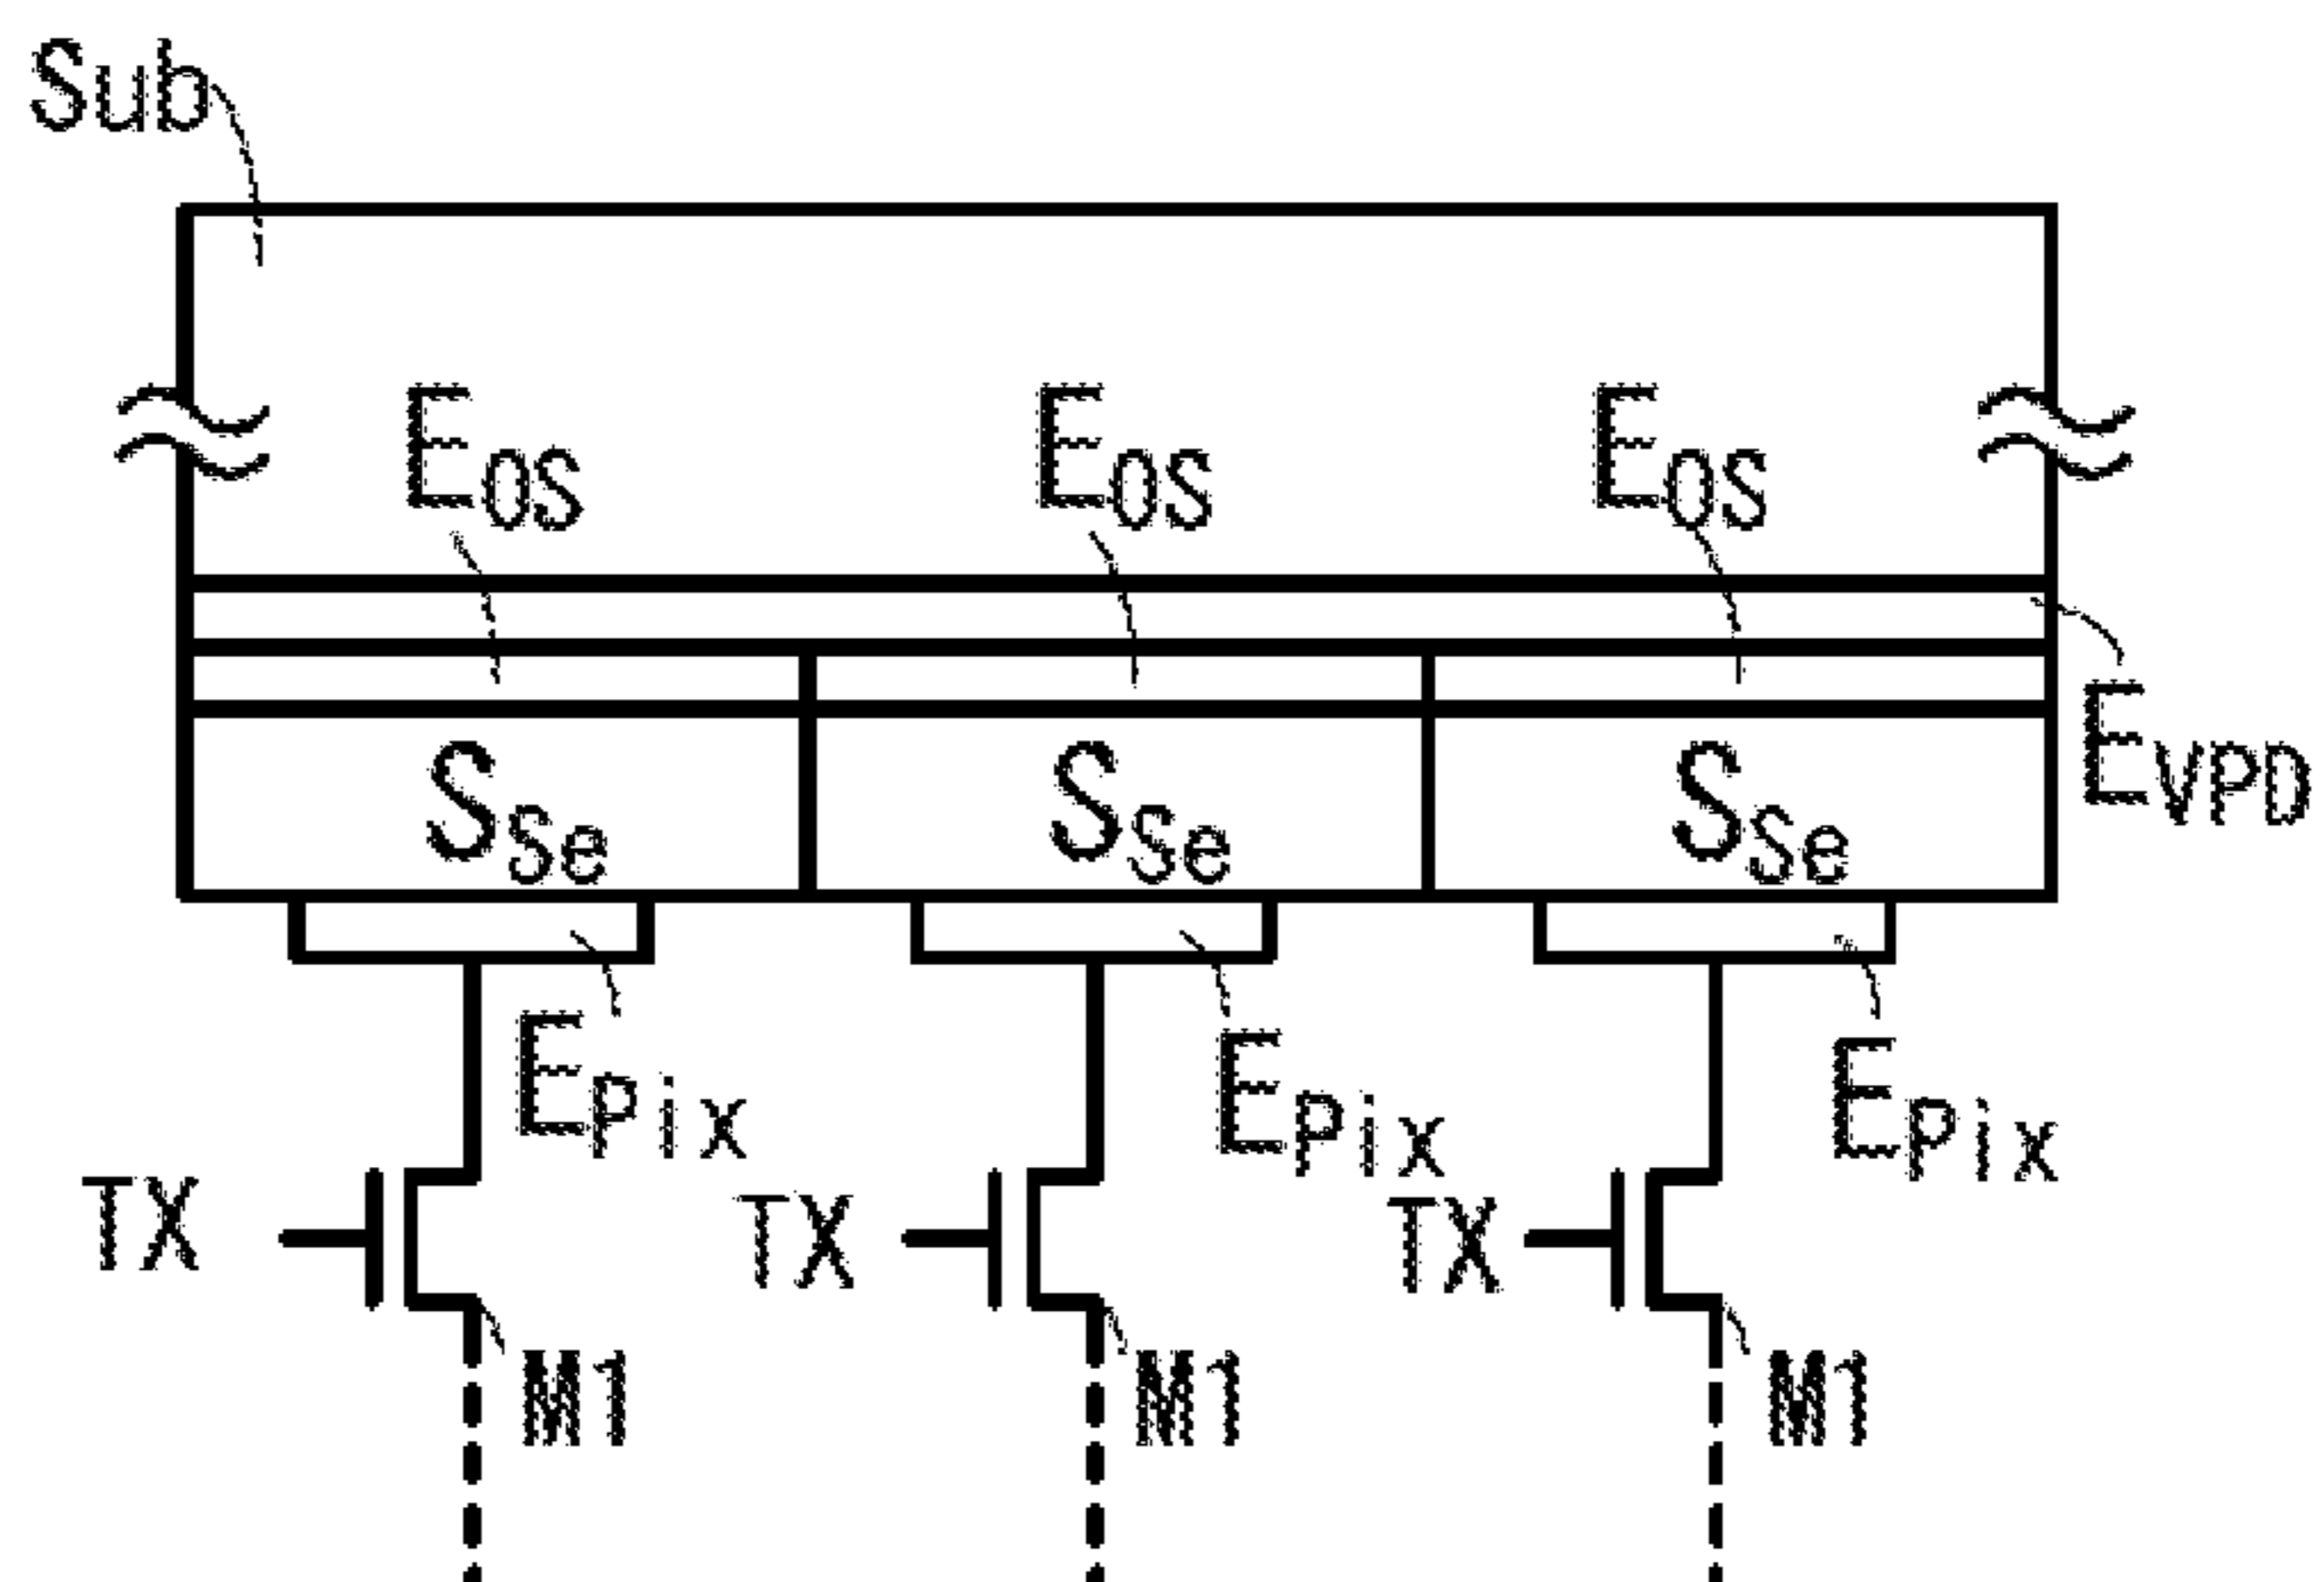 Sub
E_OS E_OS E_OS
E_VPD
S_se S_se S_se
E_pix E_pix E_pix
TX TX TX
M1 M1 M1